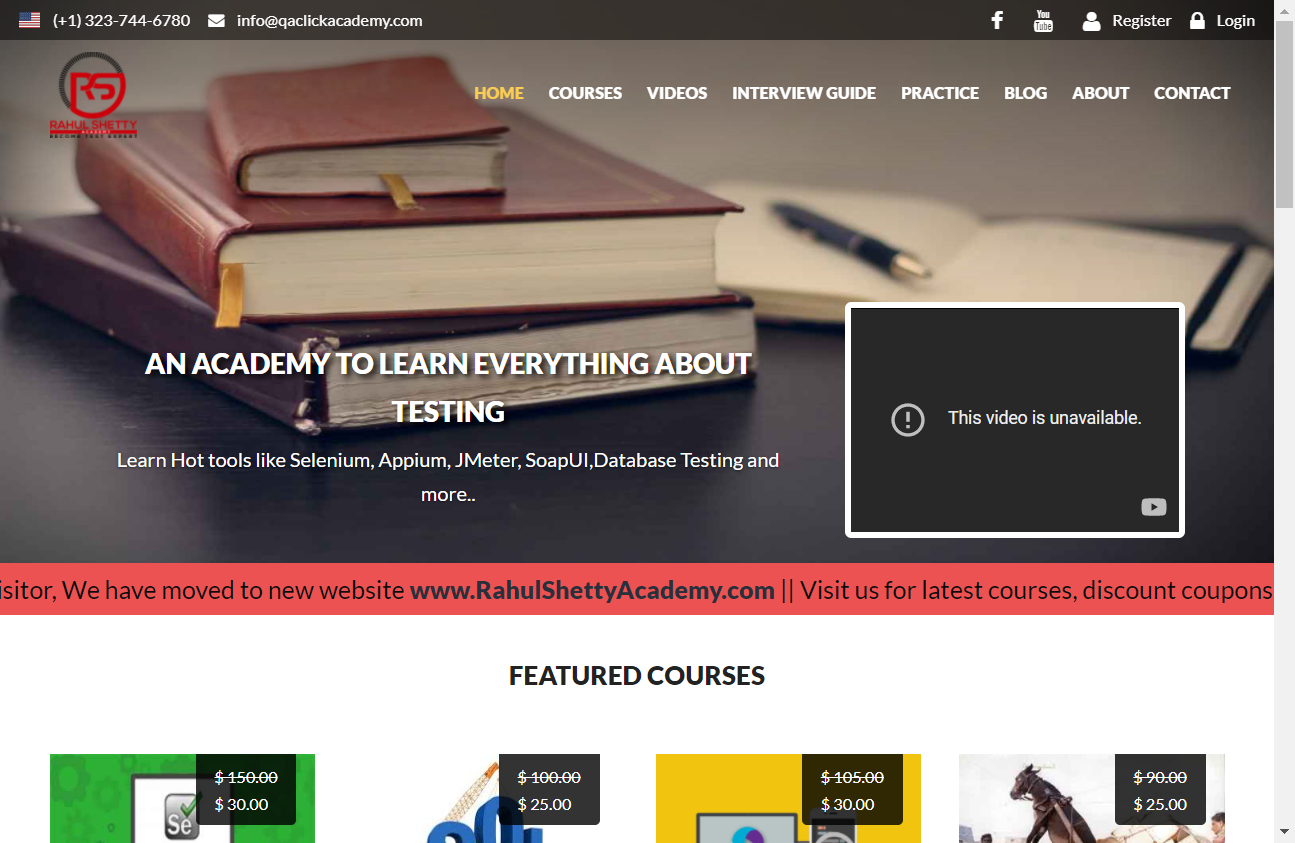 (+1) 323-744-6780 info@qaclickacademy.com You Tube Register Login
RS
RAHUL SHETTY
ACADEMY
HOME COURSES VIDEOS INTERVIEW GUIDE PRACTICE BLOG ABOUT CONTACT
AN ACADEMY TO LEARN EVERYTHING ABOUT
TESTING
Learn Hot tools like Selenium, Appium, JMeter, SoapUI,Database Testing and
more..
This video is unavailable.
isitor, We have moved to new website www.RahulShettyAcademy.com || Visit us for latest courses, discount coupons
FEATURED COURSES
$ 150.00
$ 30.00
Se
$ 100.00
$ 25.00
$ 105.00
$ 30.00
$ 90.00
$ 25.00